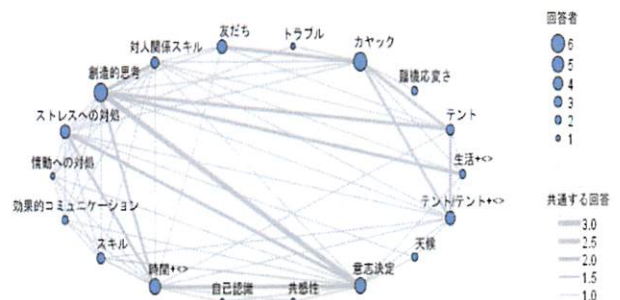 友だち
トラブル
対人関係スキル
カヤック
創造的思考
臨機応変さ
ストレスへの対処
テント
情動への対処
生活+<>
効果的コミュニケーション
テント/テント+<>
スキル
天候
時間+<>
自己認識
共感性
意志決定
回答者
6
5
4
3
2
1
共通する回答
3.0
2.5
2.0
1.5
1.0